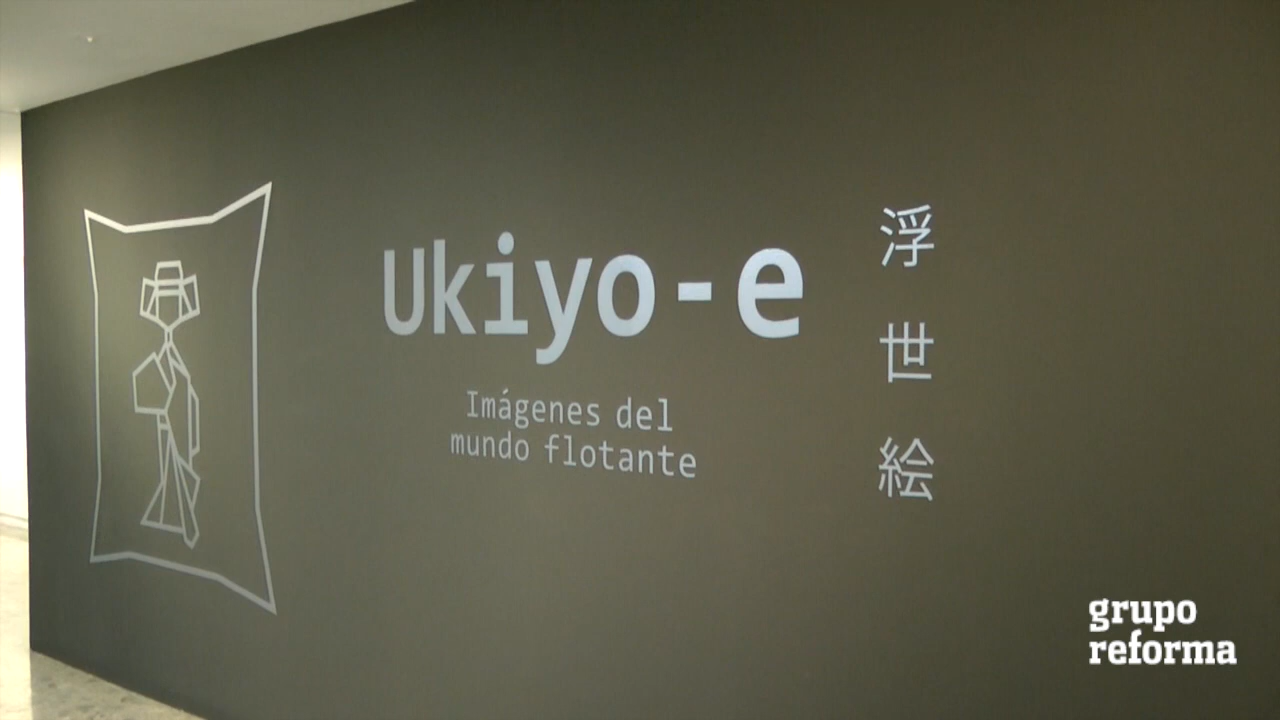 Ukiyo-e
Imágenes del
mundo flotante
浮世絵
grupo
reforma